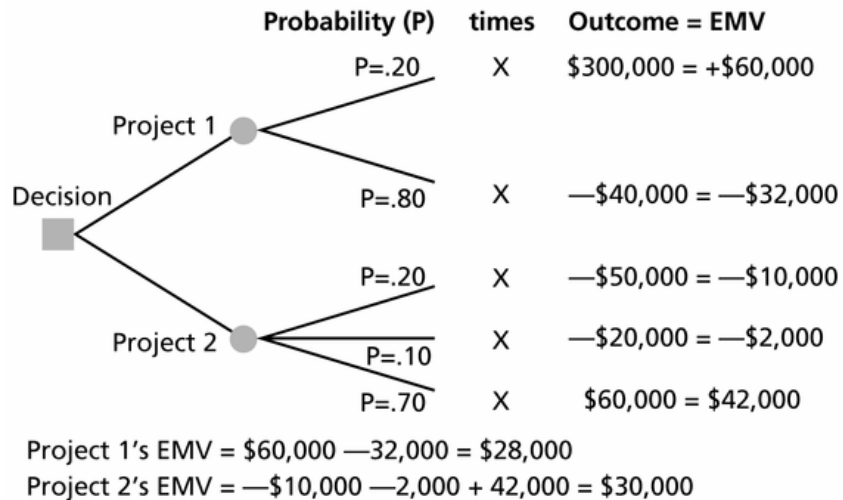 Probability (P) times Outcome = EMV
P=.20 X $300,000 = +$60,000
Project 1
P=.80 X —$40,000 = —$32,000
Decision
P=.20 X —$50,000 = —$10,000
Project 2
P=.10 X —$20,000 = —$2,000
P=.70 X $60,000 = $42,000
Project 1's EMV = $60,000 —32,000 = $28,000
Project 2's EMV = —$10,000 —2,000 + 42,000 = $30,000